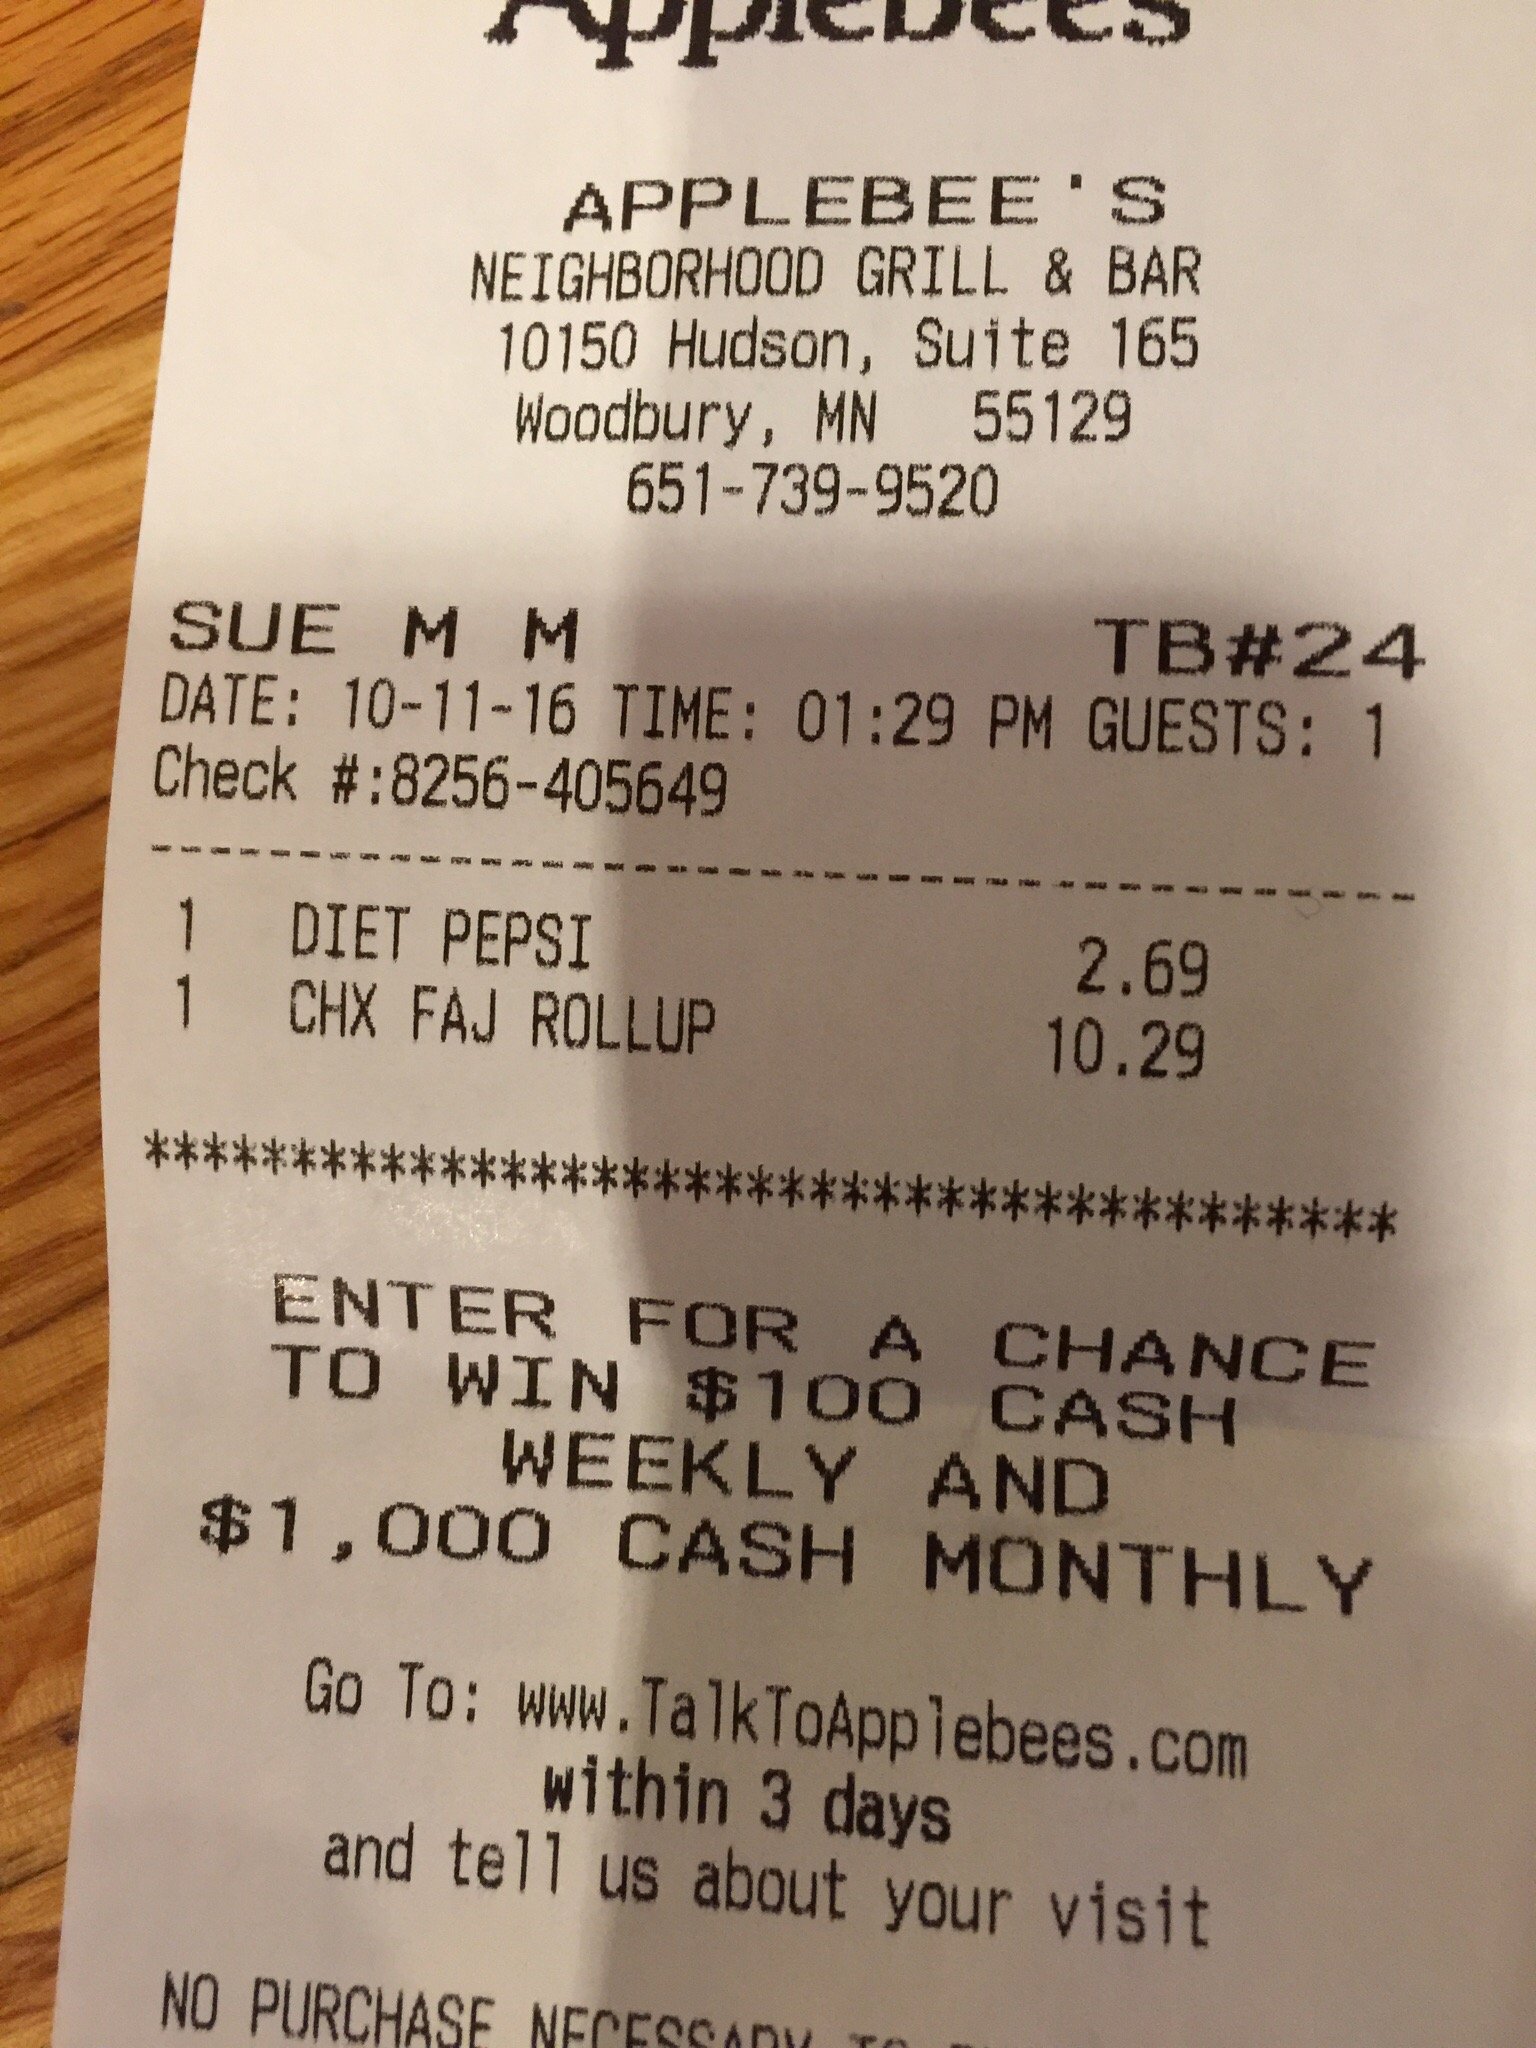 Applebees
APPLEBEE'S
NEIGHBORHOOD GRILL & BAR
10150 Hudson, Suite 165
Woodbury, MN 55129
651-739-9520
SUE M M TB#24
DATE: 10-11-16 TIME: 01:29 PM GUESTS: 1
Check #:8256-405649
----------------------------------------
1 DIET PEPSI 2.69
1 CHX FAJ ROLLUP 10.29
****************************************
ENTER FOR A CHANCE
TO WIN $100 CASH
WEEKLY AND
$1,000 CASH MONTHLY
Go To: www.TalkToApplebees.com
within 3 days
and tell us about your visit
NO PURCHASE NECESSARY TO